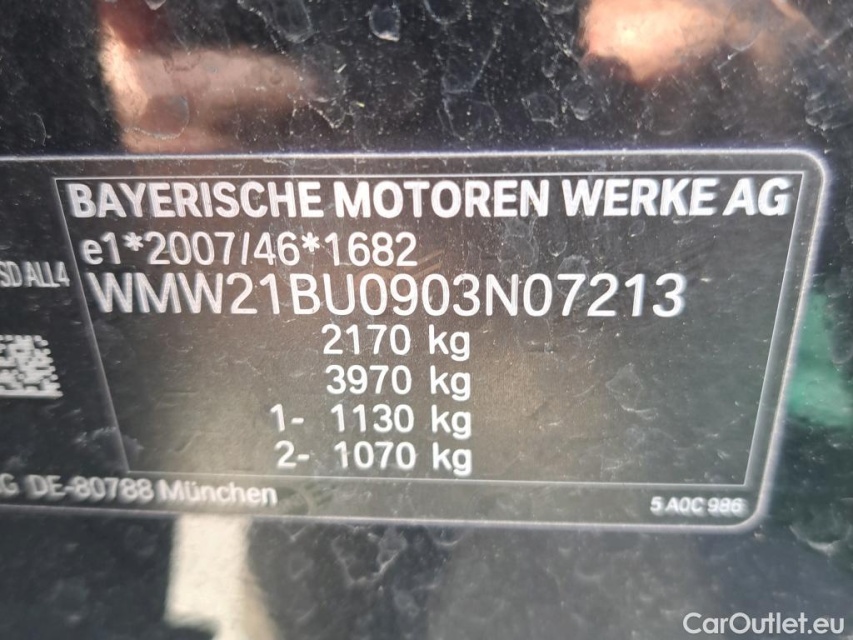 BAYERISCHE MOTOREN WERKE AG
e1*2007/46*1682
SD ALL4
WMW21BU0903N07213
2170 kg
3970 kg
1- 1130 kg
2- 1070 kg
G DE-80788 München
5 A0C 986
CarOutlet.eu